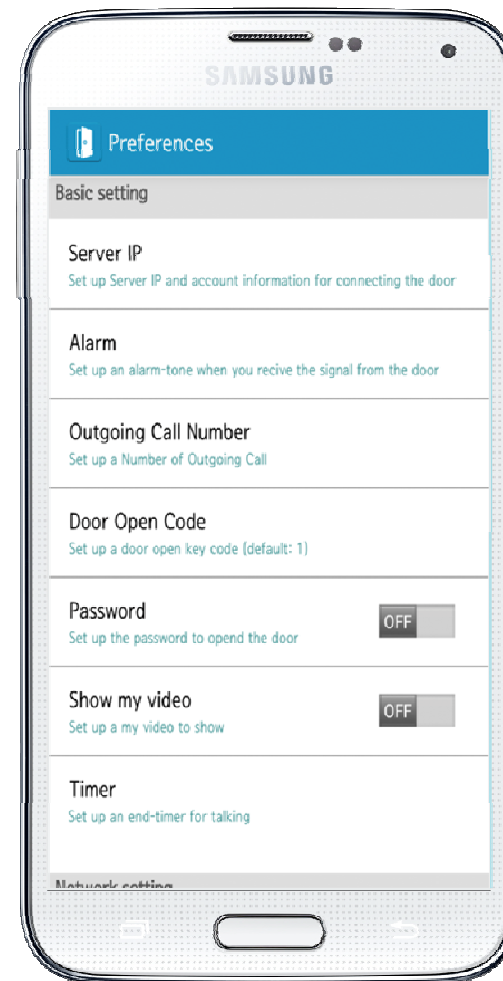 SAMSUNG
Preferences
Basic setting
Server IP
Set up Server IP and account information for connecting the door
Alarm
Set up an alarm-tone when you recive the signal from the door
Outgoing Call Number
Set up a Number of Outgoing Call
Door Open Code
Set up a door open key code (default: 1)
Password
OFF
Set up the password to opend the door
Show my video
OFF
Set up a my video to show
Timer
Set up an end-timer for talking
Network setting